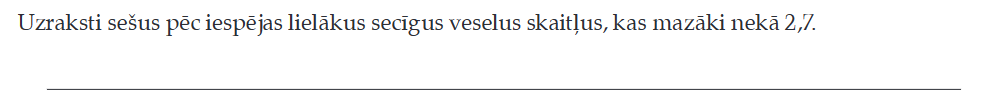 Uzraksti sešus pēc iespējas lielākus secīgus veselus skaitļus, kas mazāki nekā 2,7.